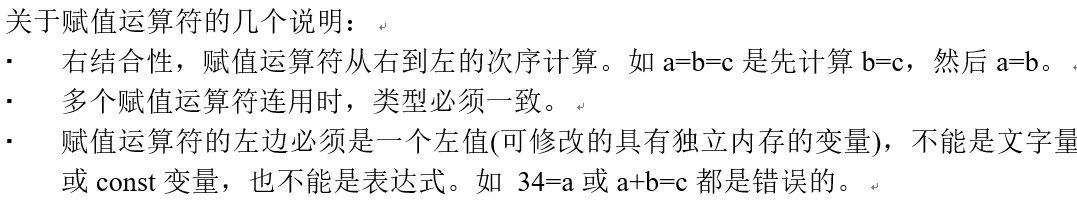 关于赋值运算符的几个说明：
▪ 右结合性，赋值运算符从右到左的次序计算。如 a=b=c 是先计算 b=c，然后 a=b。
▪ 多个赋值运算符连用时，类型必须一致。
▪ 赋值运算符的左边必须是一个左值(可修改的具有独立内存的变量)，不能是文字量
或 const 变量，也不能是表达式。如 34=a 或 a+b=c 都是错误的。